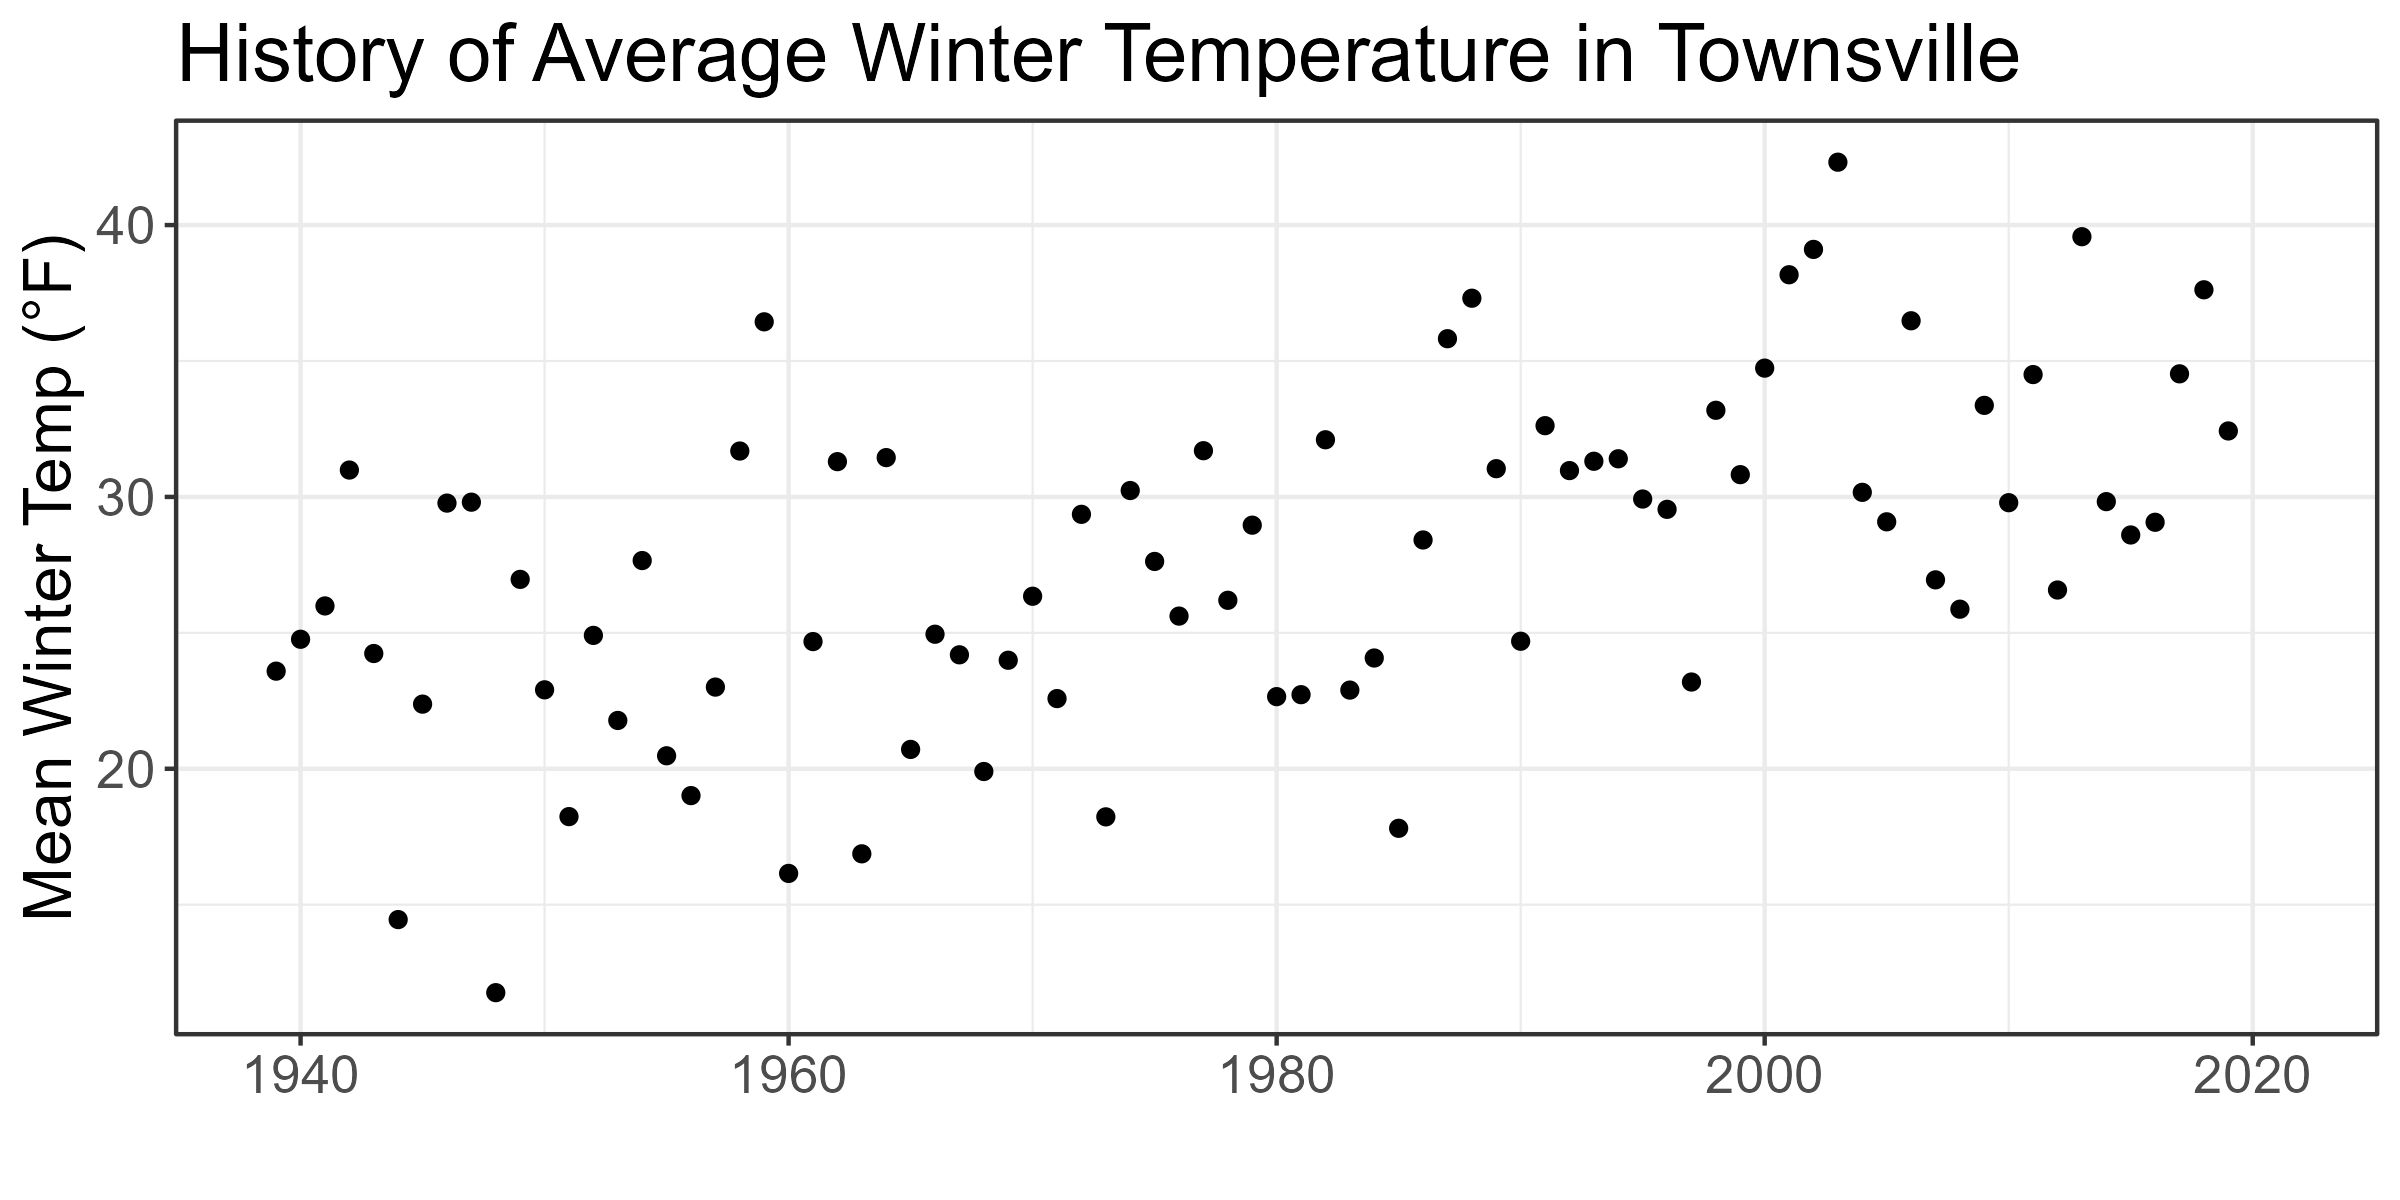 History of Average Winter Temperature in Townsville
Mean Winter Temp (°F)
40
30
20
1940 1960 1980 2000 2020